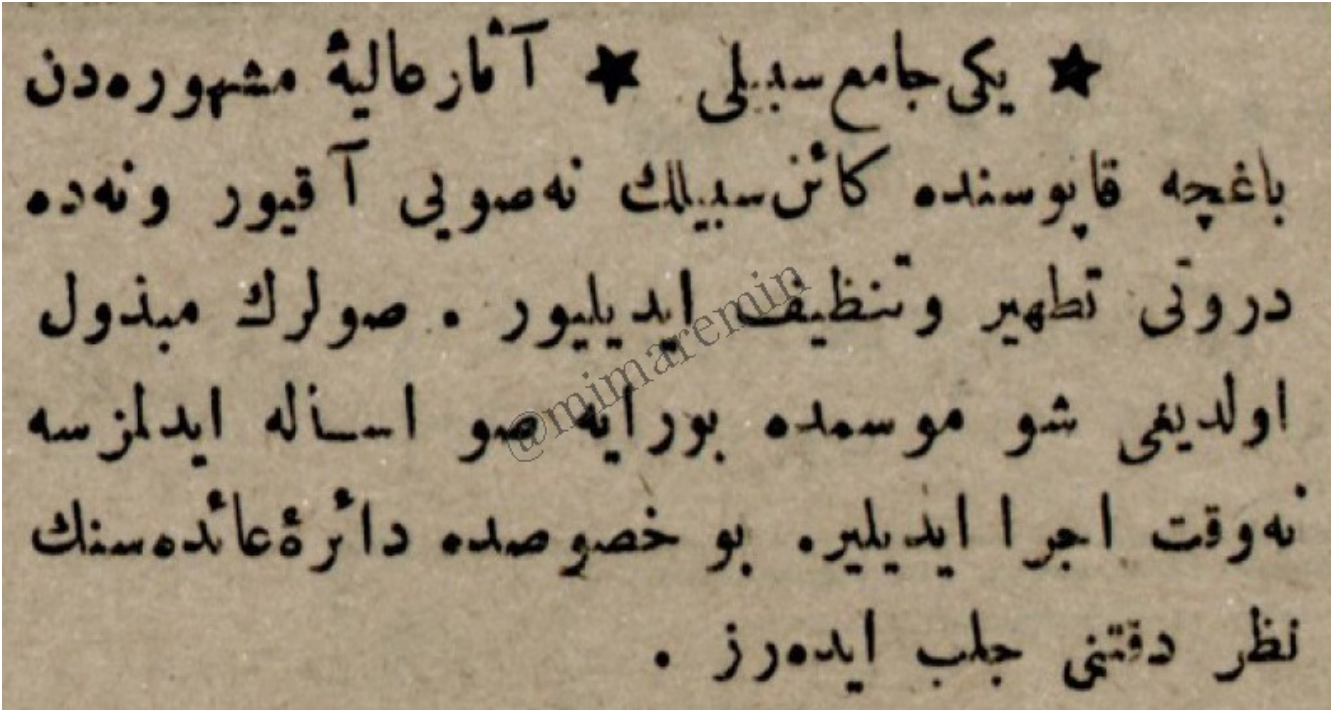 ★ یکی جامع سبیلی ★ آثار عالیهٔ مشهوره‌دن
باغچه قاپوسنده کائن سبیلك نه صویی آقیور ونه‌ده
درونی تطهیر وتنظیف ایدیلیور . صولرك مبذول
اولدیغی شو موسمده بورایه صو اساله ایدلمزسه
نه‌وقت اجرا ایدیلیر. بو خصوصده دائرهٔ عائده‌سنك
نظر دقتنی جلب ایده‌رز .
@mimaremin